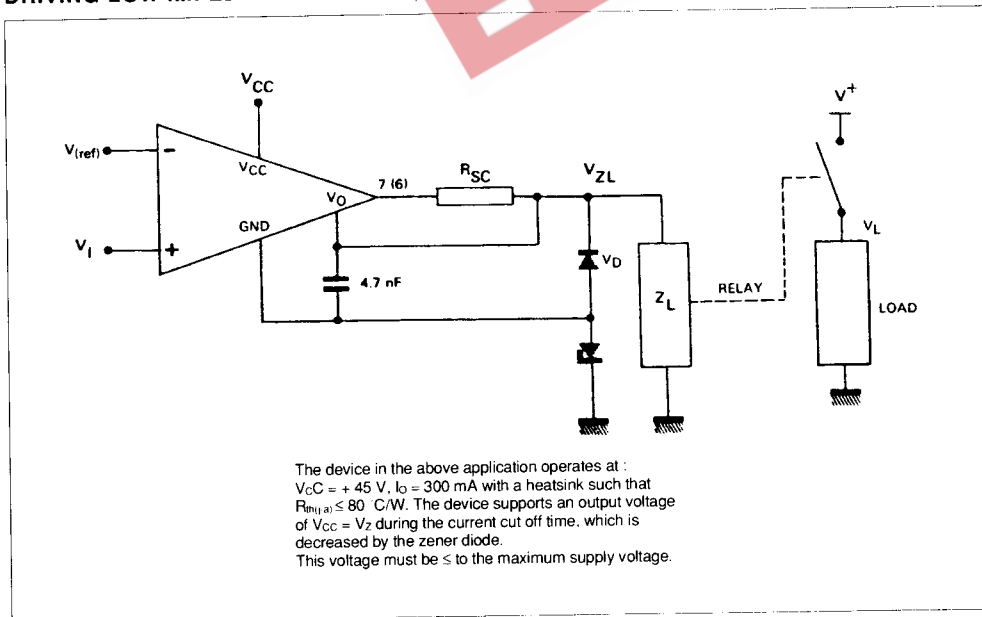 VCC
V(ref)
-
VCC
7 (6)
RSC
VZL
V+
VO
GND
VI
+
4.7 nF
VD
ZL
RELAY
VL
LOAD
The device in the above application operates at :
VCC = + 45 V, IO = 300 mA with a heatsink such that
Rth(j a) ≤ 80 °C/W. The device supports an output voltage
of VCC = VZ during the current cut off time, which is
decreased by the zener diode.
This voltage must be ≤ to the maximum supply voltage.